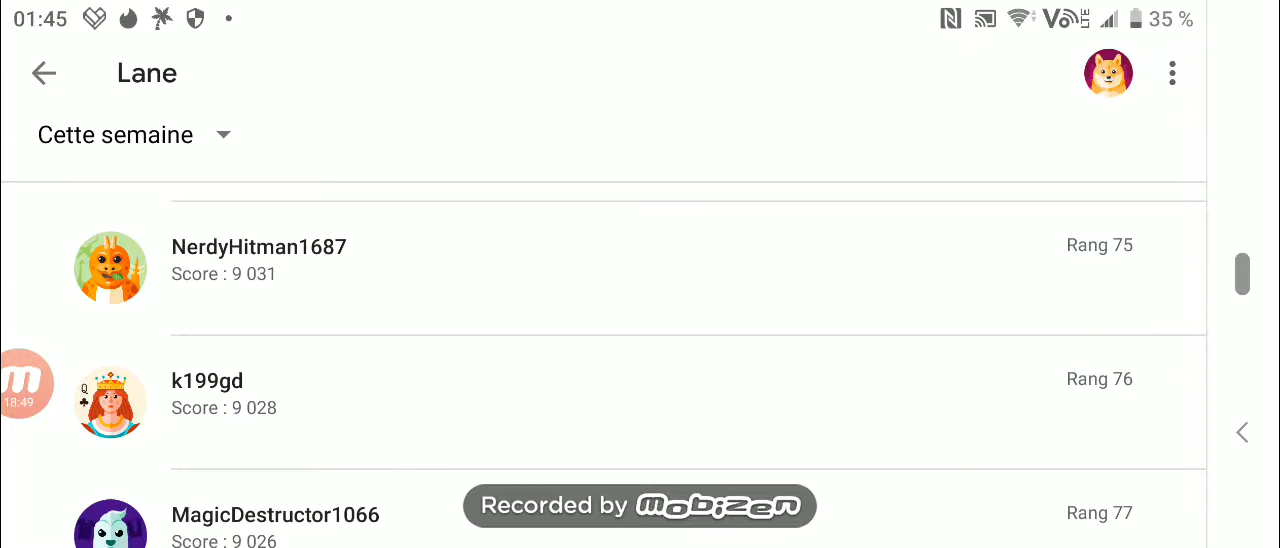 01:45
VoLTE
35 %
Lane
Cette semaine
NerdyHitman1687
Rang 75
Score : 9 031
18:49
Q
k199gd
Rang 76
Score : 9 028
MagicDestructor1066
Rang 77
Score : 9 026
Recorded by mobizen